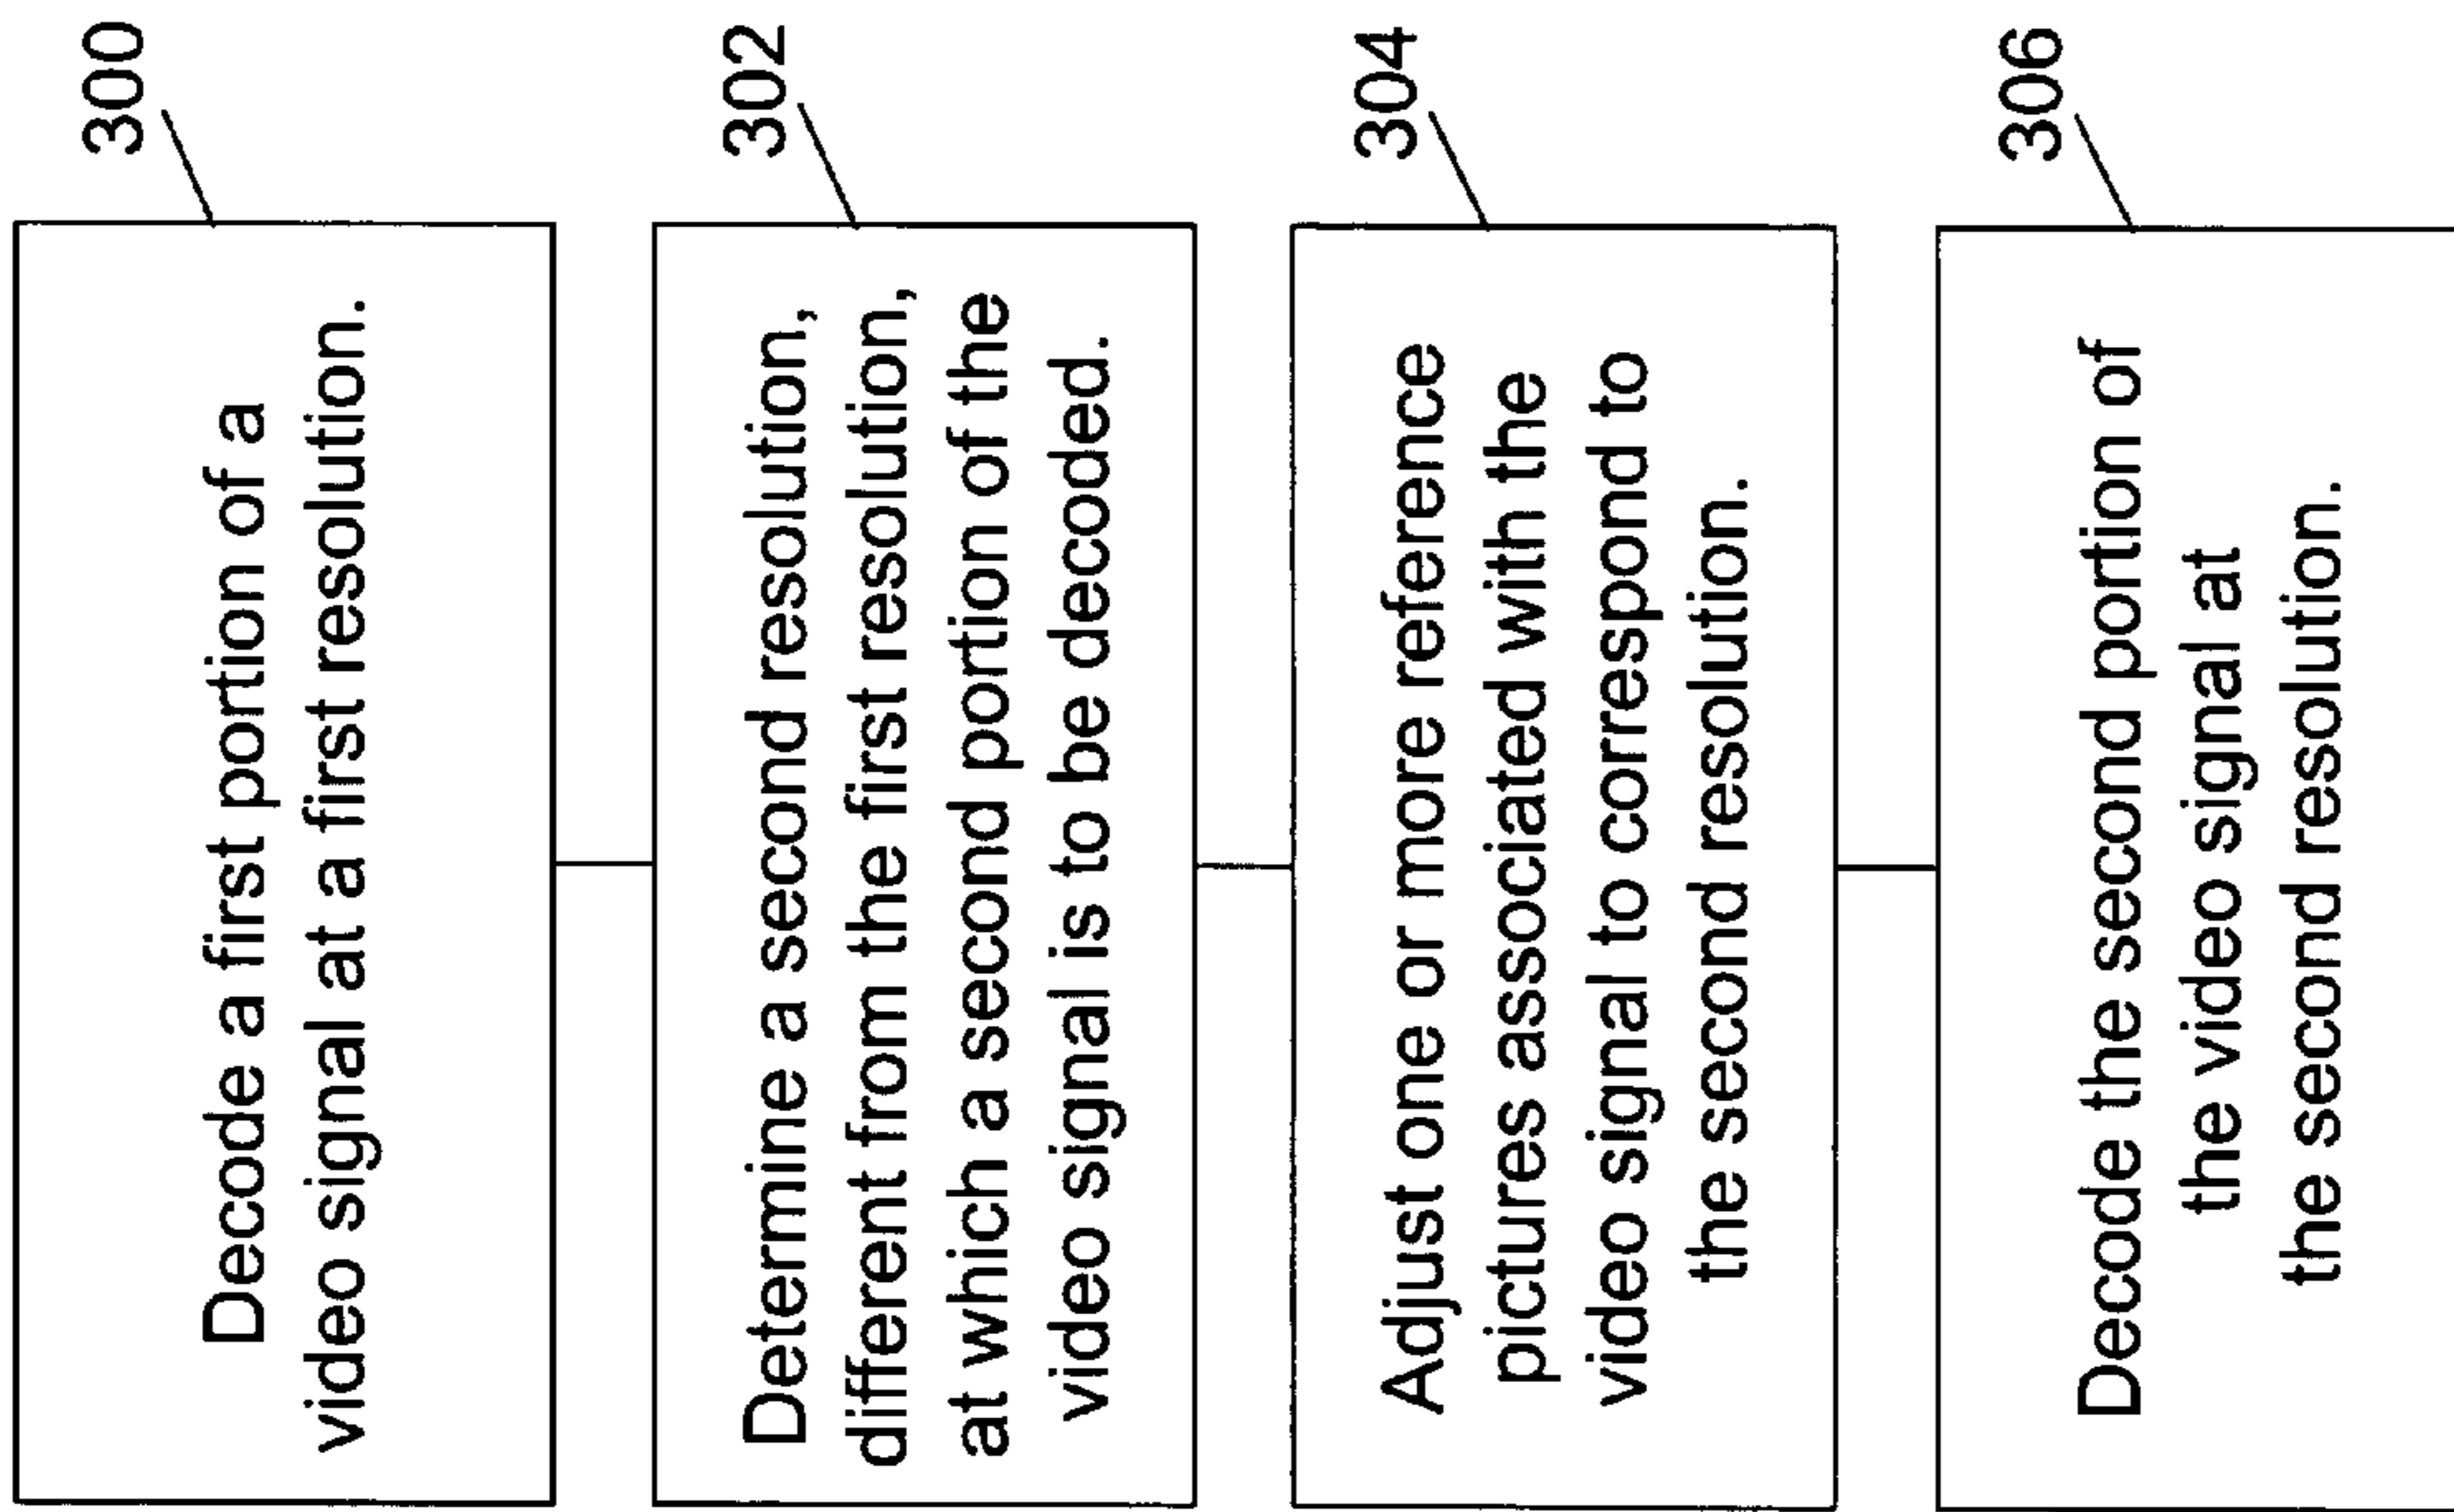 300
Decode a first portion of a
video signal at a first resolution.
302
Determine a second resolution,
different from the first resolution,
at which a second portion of the
video signal is to be decoded.
304
Adjust one or more reference
pictures associated with the
video signal to correspond to
the second resolution.
306
Decode the second portion of
the video signal at
the second resolution.